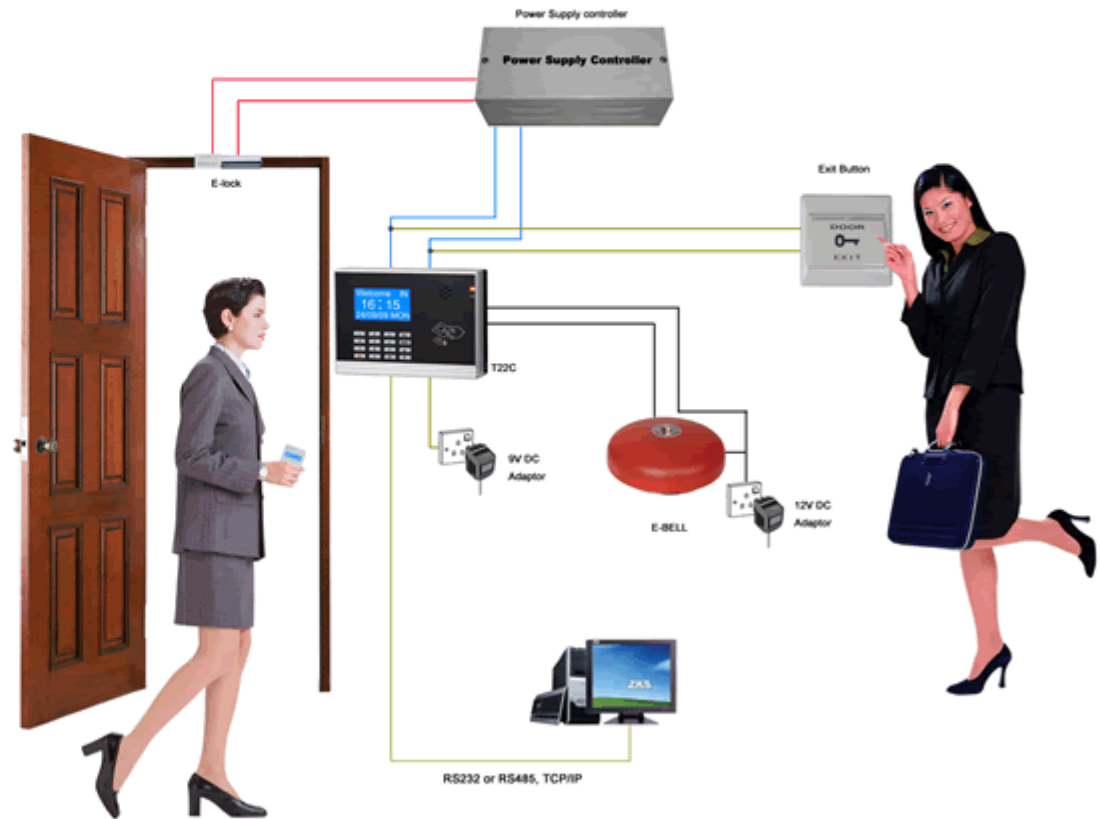 Power Supply controller
Power Supply Controller
E-lock
Exit Button
DOOR
EXIT
Welcome IN
16:15
24/09/09 MON
T22C
CARD
9V DC
Adaptor
E-BELL
12V DC
Adaptor
RS232 or RS485, TCP/IP